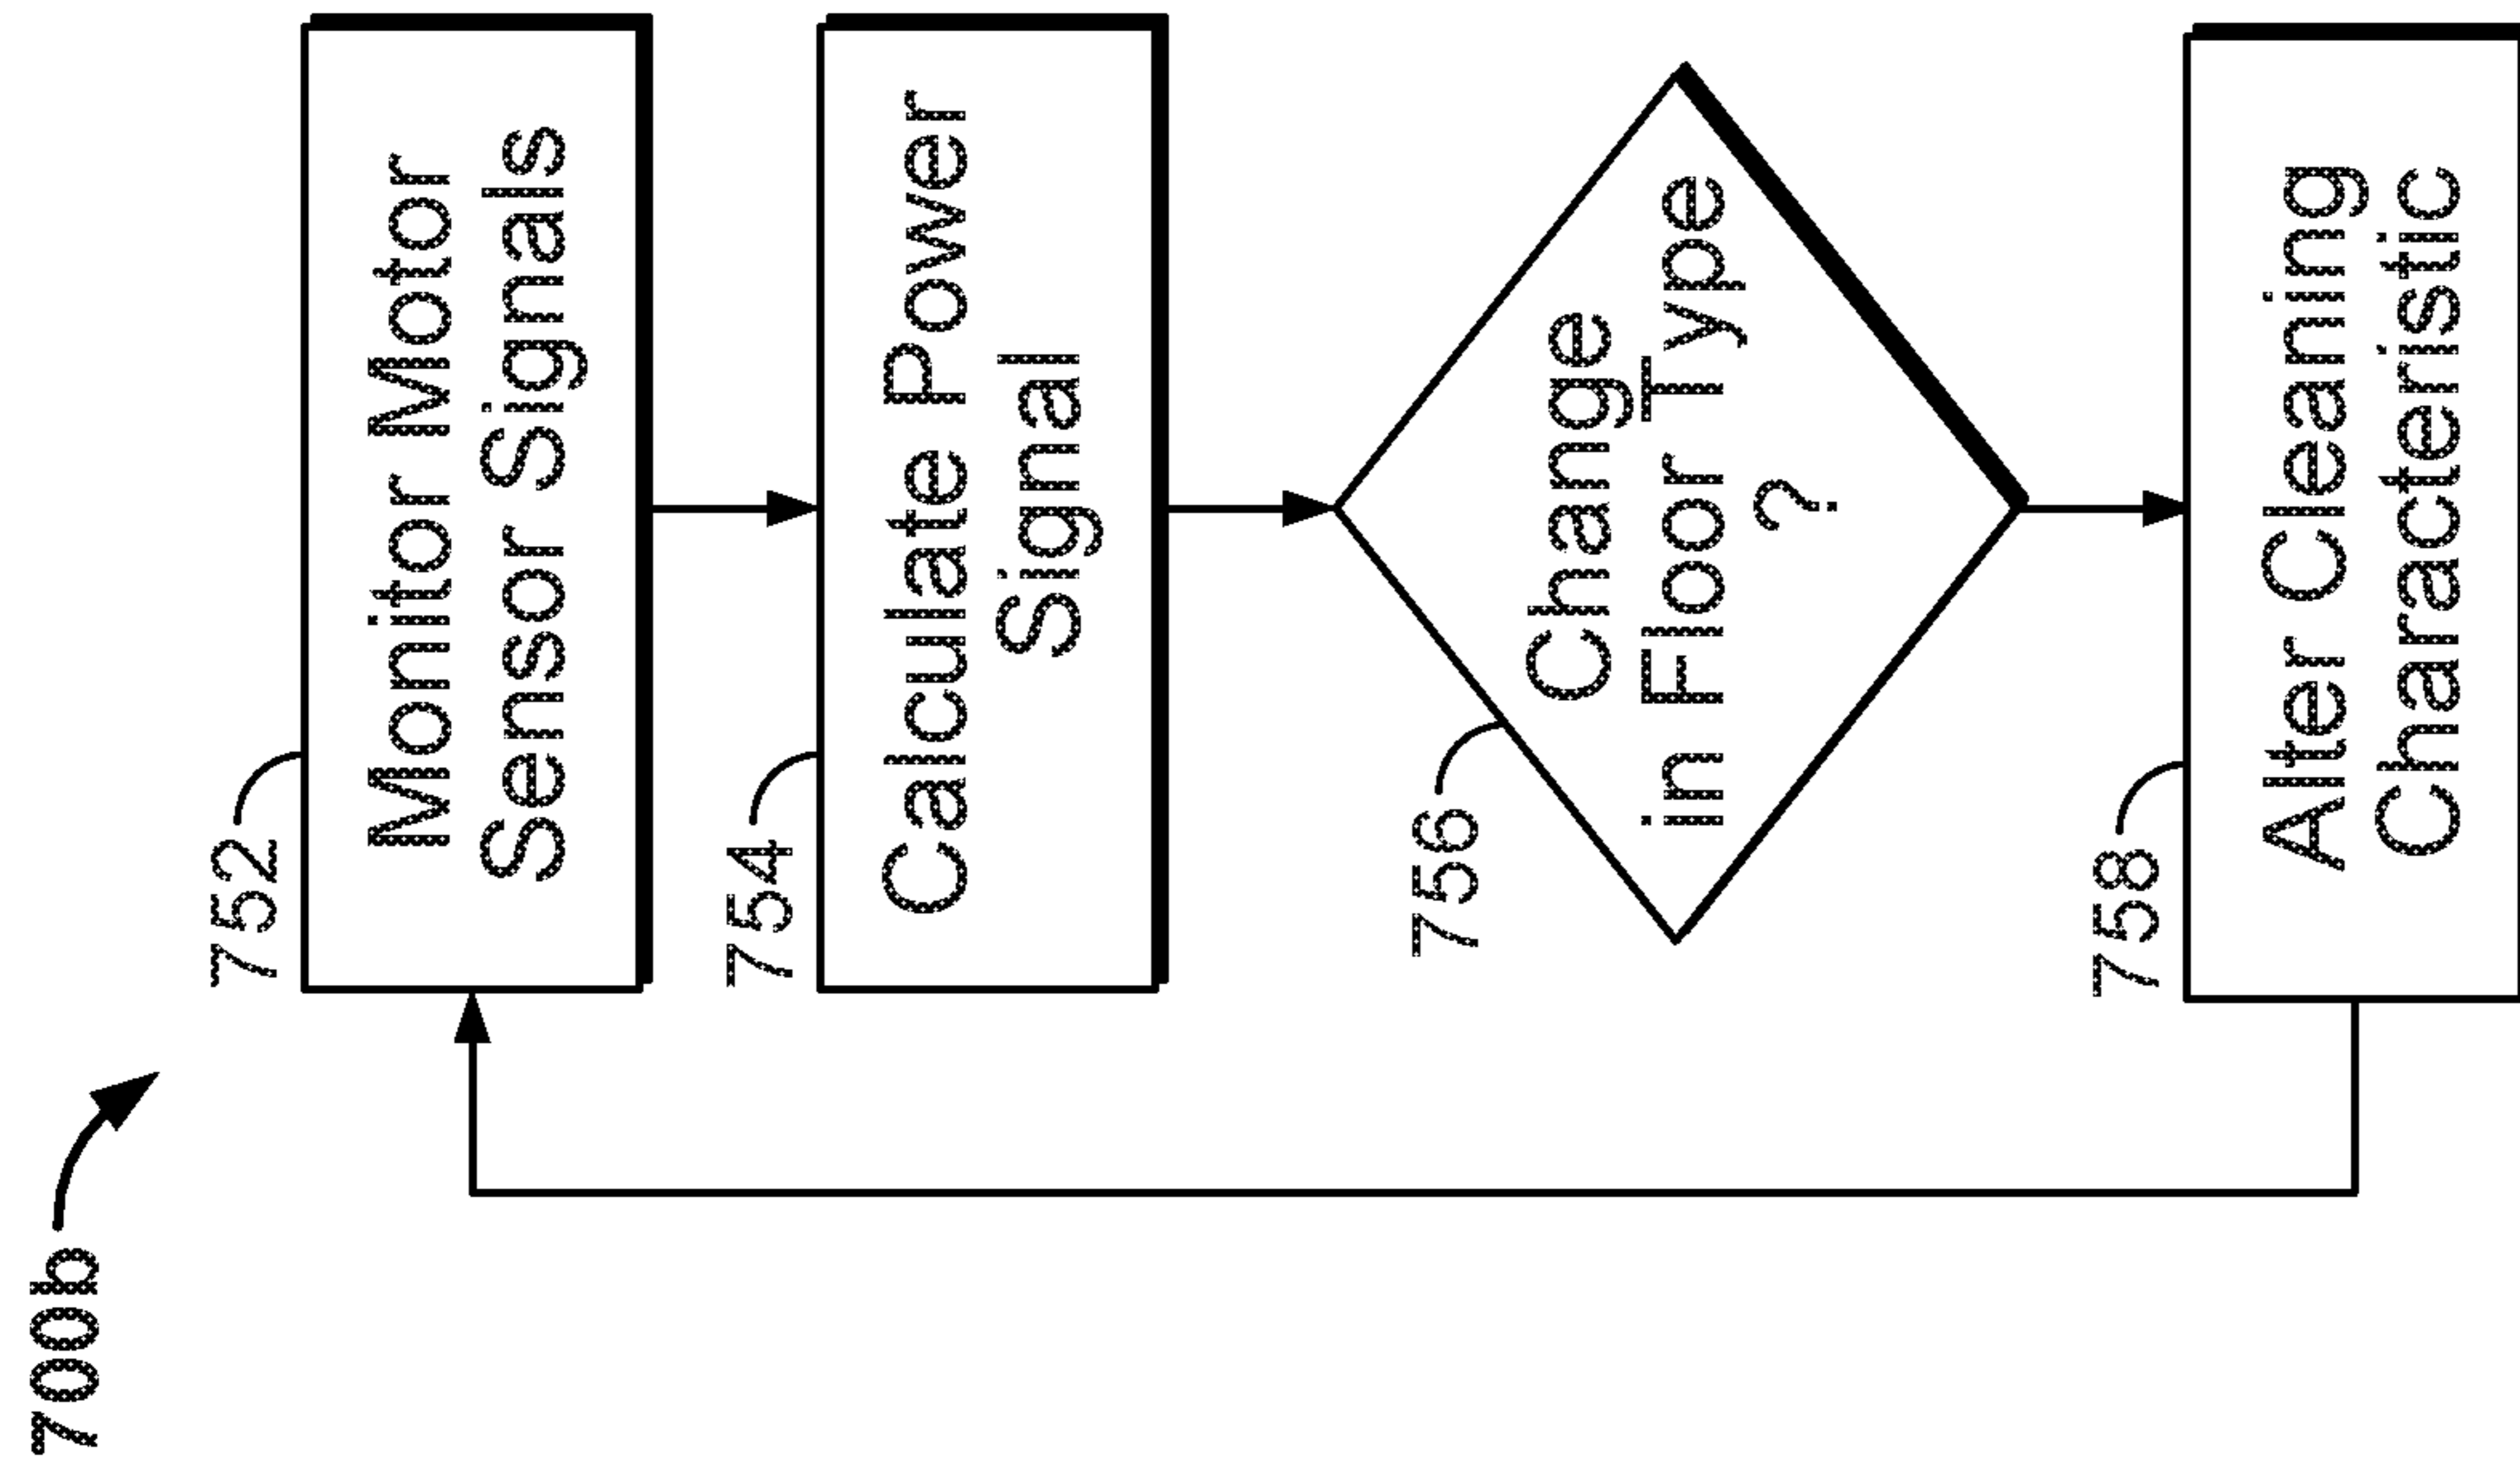 700b
752
Monitor Motor
Sensor Signals
754
Calculate Power
Signal
756
Change
in Floor Type
?
758
Alter Cleaning
Characteristic